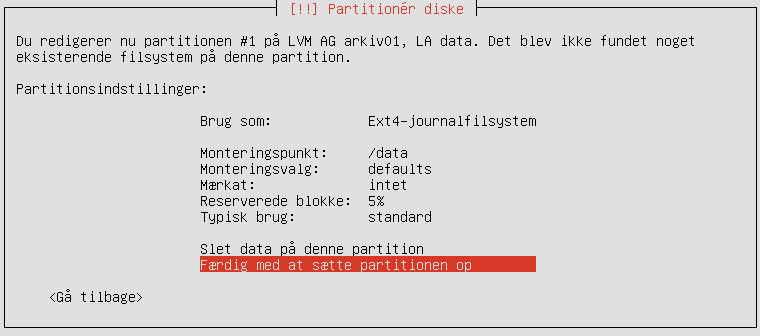 [!!] Partitionér diske
Du redigerer nu partitionen #1 på LVM AG arkiv01, LA data. Det blev ikke fundet noget
eksisterende filsystem på denne partition.
Partitionsindstillinger:
Brug som: Ext4-journalfilsystem
Monteringspunkt: /data
Monteringsvalg: defaults
Mærkat: intet
Reserverede blokke: 5%
Typisk brug: standard
Slet data på denne partition
Færdig med at sætte partitionen op
<Gå tilbage>